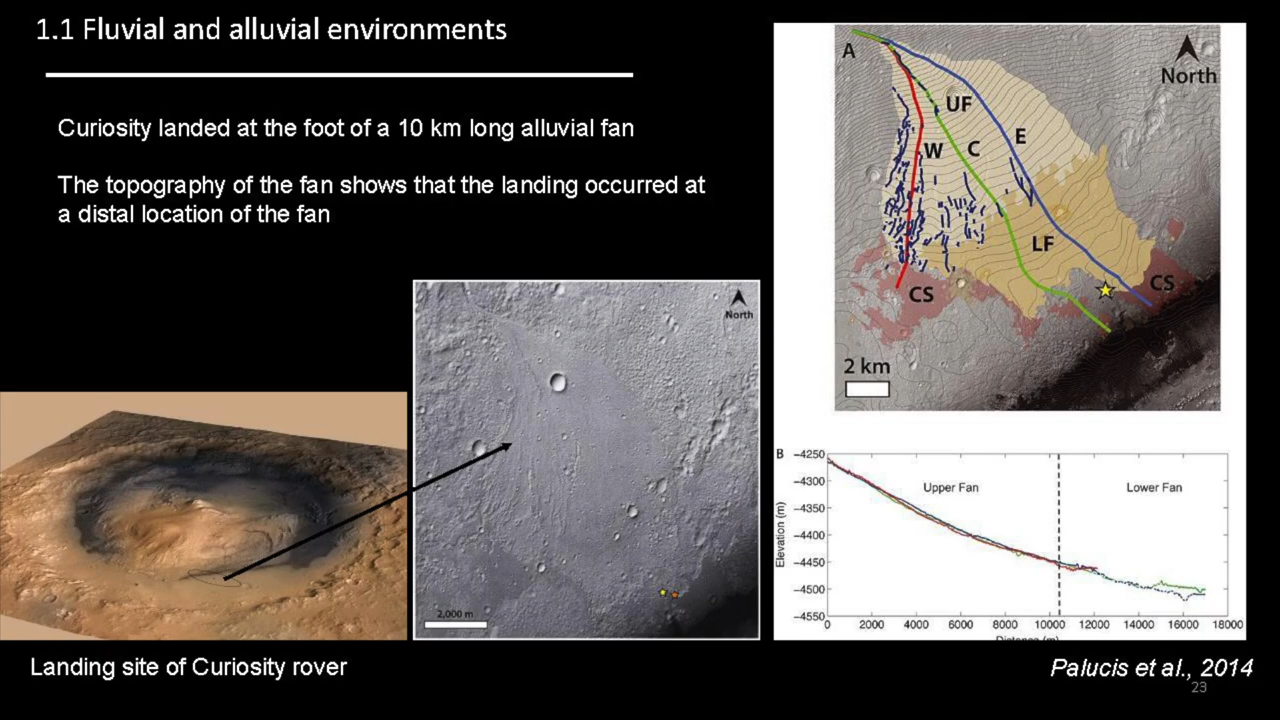 1.1 Fluvial and alluvial environments
Curiosity landed at the foot of a 10 km long alluvial fan
The topography of the fan shows that the landing occurred at
a distal location of the fan
A
North
UF
W
C
E
LF
CS
CS
2 km
North
2,000 m
B
-4250
-4300
-4350
-4400
-4450
-4500
-4550
Elevation (m)
Upper Fan
Lower Fan
0 2000 4000 6000 8000 10000 12000 14000 16000 18000
Distance (m)
Landing site of Curiosity rover
Palucis et al., 2014
23